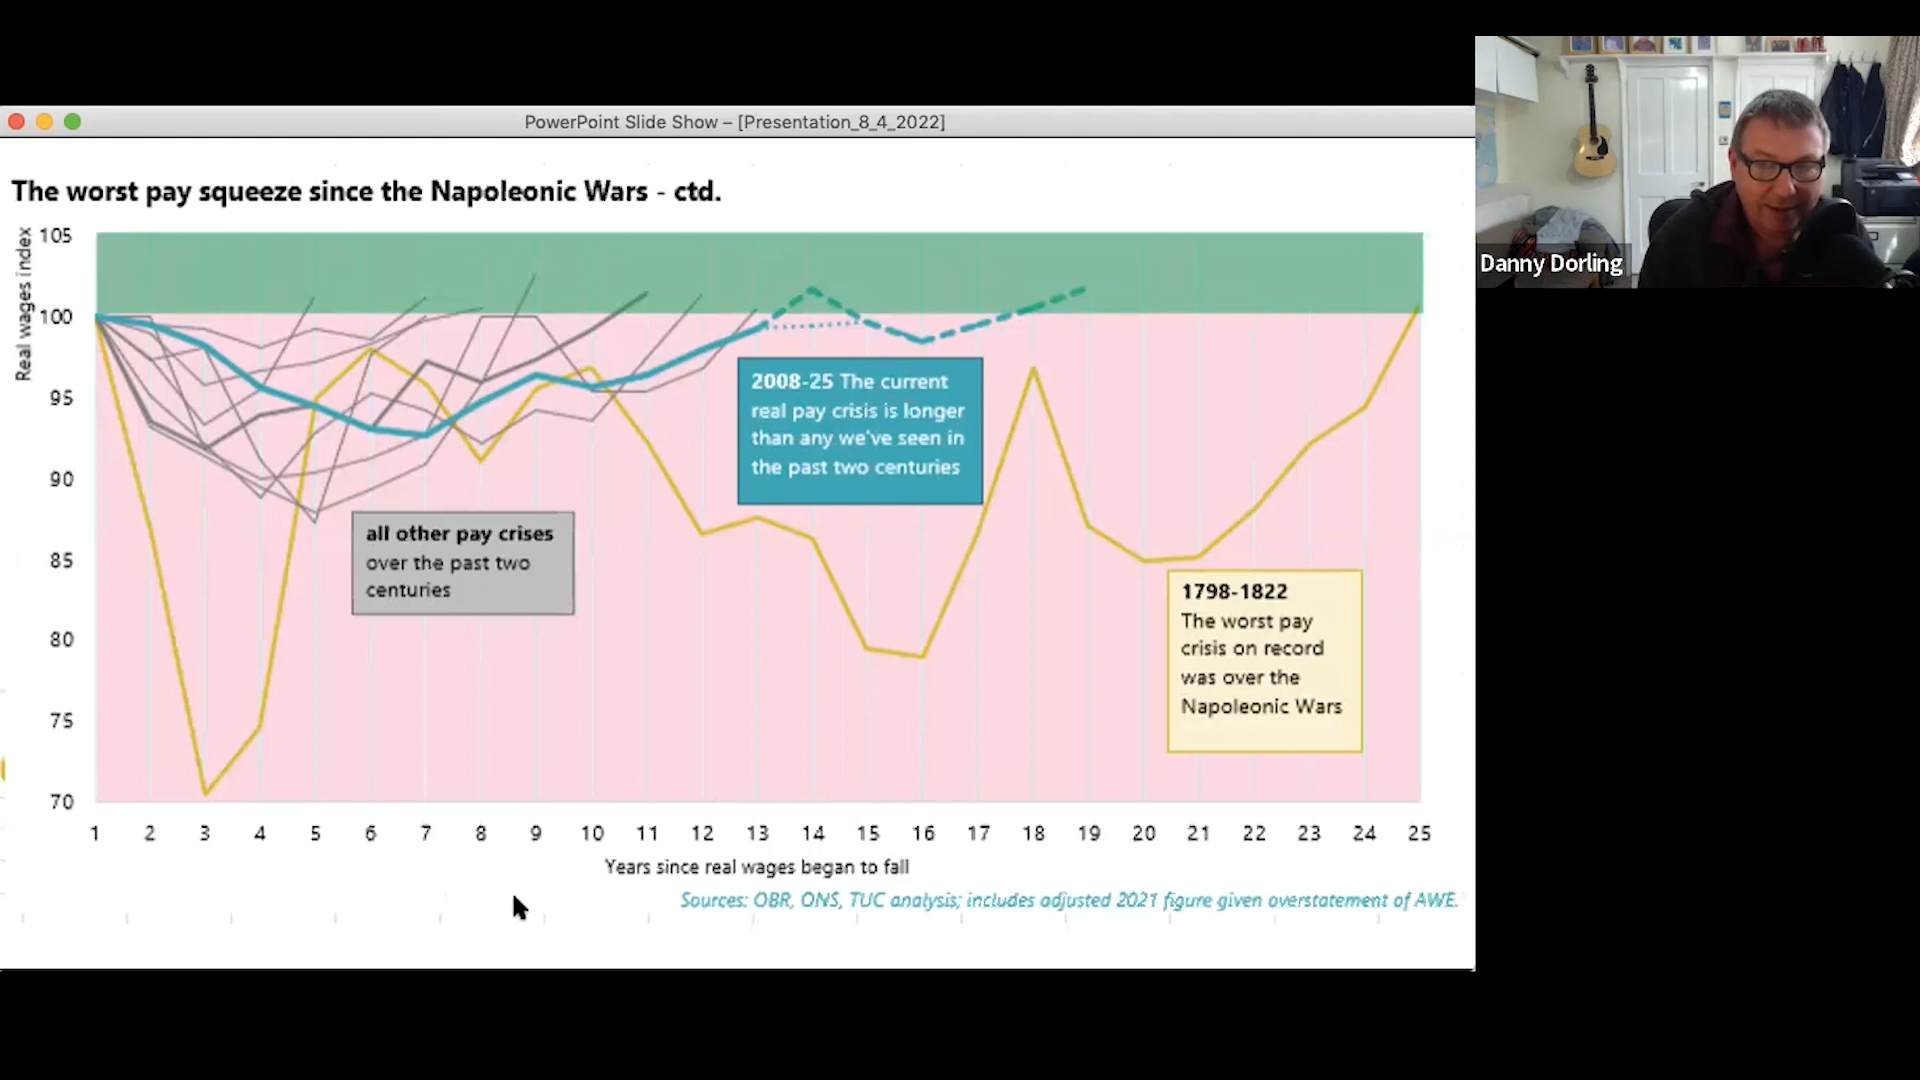 PowerPoint Slide Show – [Presentation_8_4_2022]
The worst pay squeeze since the Napoleonic Wars - ctd.
Real wages index
105
100
95
90
85
80
75
70
2008-25 The current
real pay crisis is longer
than any we've seen in
the past two centuries
all other pay crises
over the past two
centuries
1798-1822
The worst pay
crisis on record
was over the
Napoleonic Wars
1 2 3 4 5 6 7 8 9 10 11 12 13 14 15 16 17 18 19 20 21 22 23 24 25
Years since real wages began to fall
Sources: OBR, ONS, TUC analysis; includes adjusted 2021 figure given overstatement of AWE.
Danny Dorling